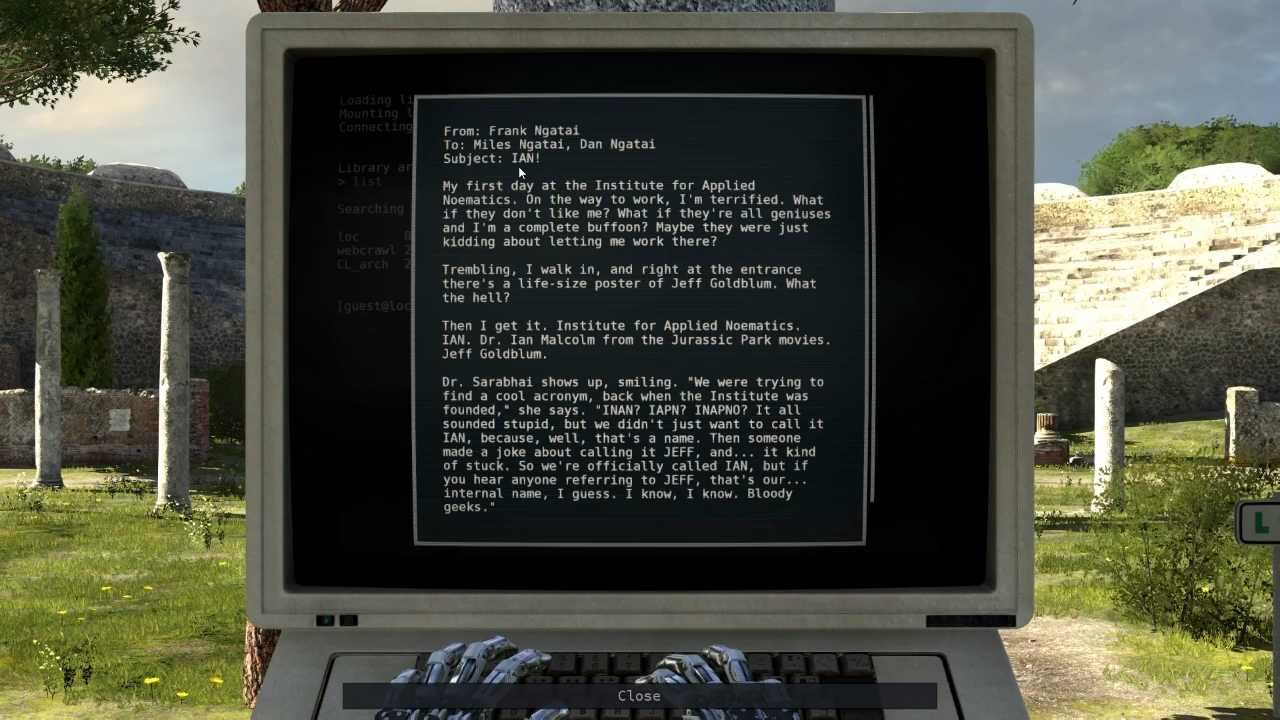 Loading li
Mounting l
Connecting
Library ar
> list
Searching
loc 0
webcrawl 2
CL_arch 2
[guest@loc
From: Frank Ngatai
To: Miles Ngatai, Dan Ngatai
Subject: IAN!
My first day at the Institute for Applied
Noematics. On the way to work, I'm terrified. What
if they don't like me? What if they're all geniuses
and I'm a complete buffoon? Maybe they were just
kidding about letting me work there?
Trembling, I walk in, and right at the entrance
there's a life-size poster of Jeff Goldblum. What
the hell?
Then I get it. Institute for Applied Noematics.
IAN. Dr. Ian Malcolm from the Jurassic Park movies.
Jeff Goldblum.
Dr. Sarabhai shows up, smiling. "We were trying to
find a cool acronym, back when the Institute was
founded," she says. "INAN? IAPN? INAPNO? It all
sounded stupid, but we didn't just want to call it
IAN, because, well, that's a name. Then someone
made a joke about calling it JEFF, and... it kind
of stuck. So we're officially called IAN, but if
you hear anyone referring to JEFF, that's our...
internal name, I guess. I know, I know. Bloody
geeks."
L
Close